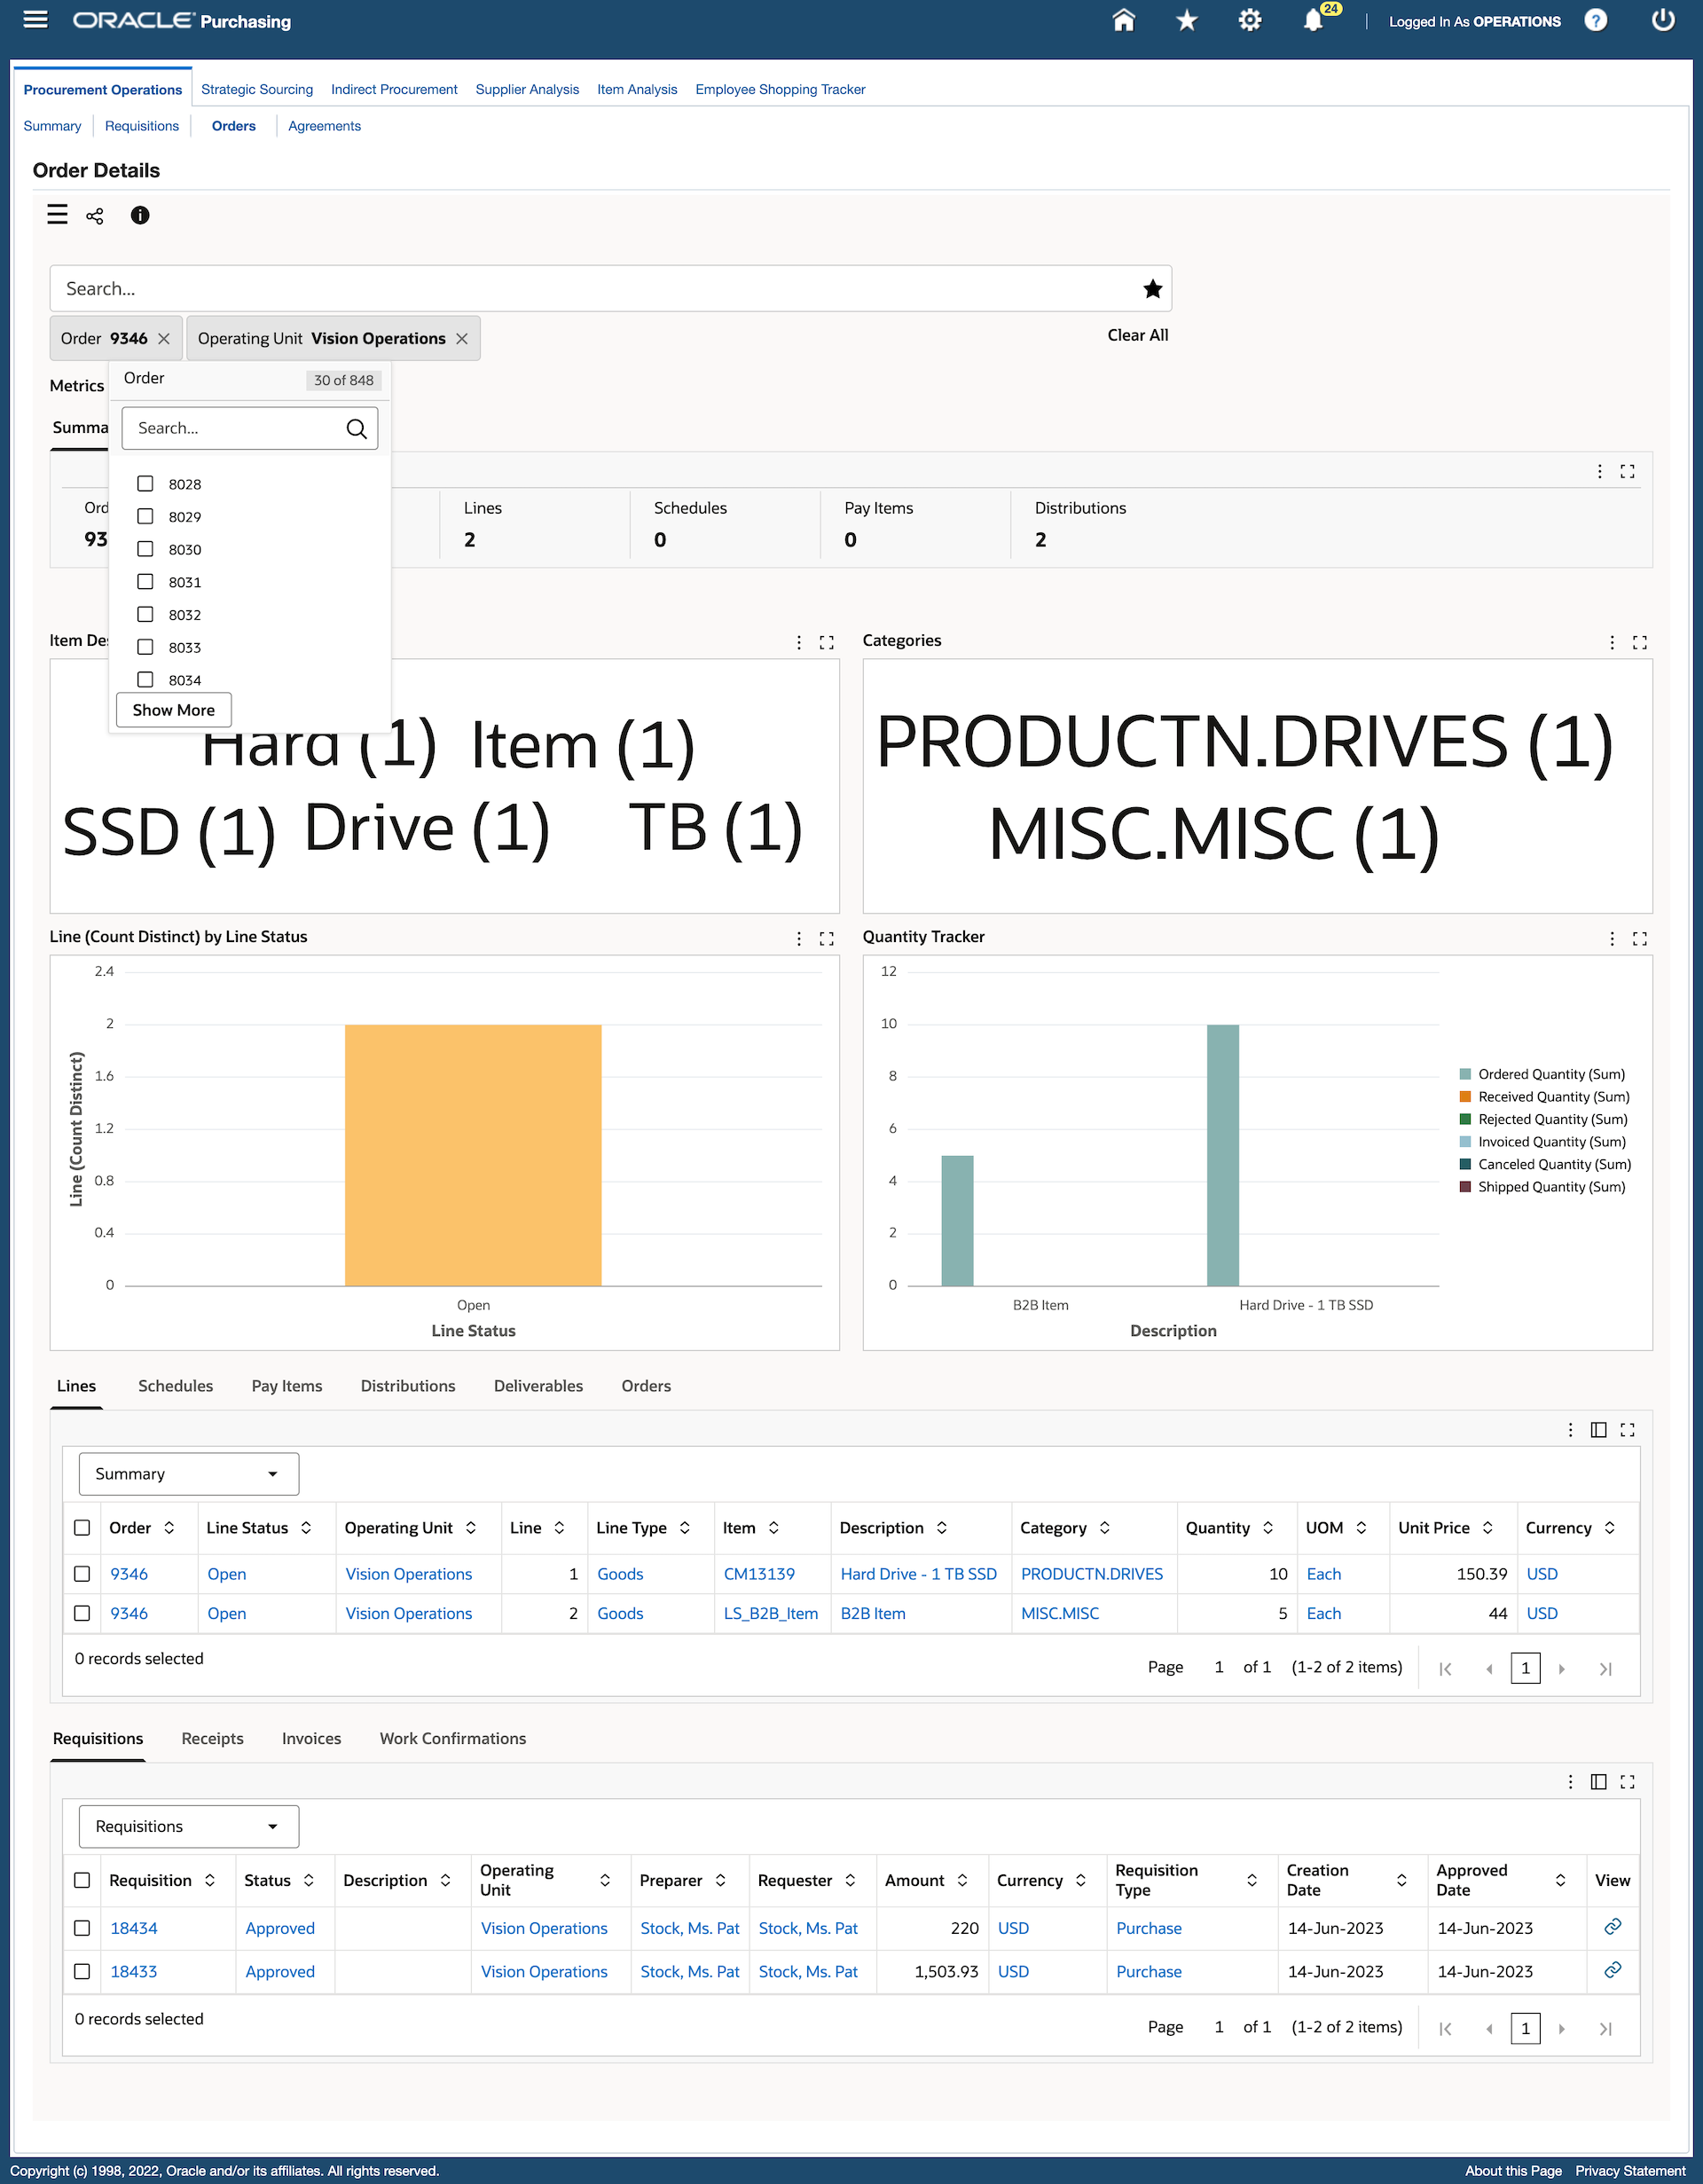 ORACLE Purchasing 24 Logged In As OPERATIONS ?
Procurement Operations Strategic Sourcing Indirect Procurement Supplier Analysis Item Analysis Employee Shopping Tracker
Summary Requisitions Orders Agreements
Order Details
Search...
Order 9346 Operating Unit Vision Operations
Clear All
Metrics
Order 30 of 848
Search...
8028
8029
8030
8031
8032
8033
8034
Show More
Summa
Ord
93
Lines
2
Schedules
0
Pay Items
0
Distributions
2
Item Des
Hard (1) Item (1)
SSD (1) Drive (1) TB (1)
Categories
PRODUCTN.DRIVES (1)
MISC.MISC (1)
Line (Count Distinct) by Line Status
Line (Count Distinct)
2.4
2
1.6
1.2
0.8
0.4
0
Open
Line Status
Quantity Tracker
12
10
8
6
4
2
0
B2B Item Hard Drive - 1 TB SSD
Description
Ordered Quantity (Sum)
Received Quantity (Sum)
Rejected Quantity (Sum)
Invoiced Quantity (Sum)
Canceled Quantity (Sum)
Shipped Quantity (Sum)
Lines Schedules Pay Items Distributions Deliverables Orders
Summary
Order Line Status Operating Unit Line Line Type Item Description Category Quantity UOM Unit Price Currency
9346 Open Vision Operations 1 Goods CM13139 Hard Drive - 1 TB SSD PRODUCTN.DRIVES 10 Each 150.39 USD
9346 Open Vision Operations 2 Goods LS_B2B_Item B2B Item MISC.MISC 5 Each 44 USD
0 records selected
Page 1 of 1 (1-2 of 2 items) 1
Requisitions Receipts Invoices Work Confirmations
Requisitions
Requisition Status Description Operating Unit Preparer Requester Amount Currency Requisition Type Creation Date Approved Date View
18434 Approved Vision Operations Stock, Ms. Pat Stock, Ms. Pat 220 USD Purchase 14-Jun-2023 14-Jun-2023
18433 Approved Vision Operations Stock, Ms. Pat Stock, Ms. Pat 1,503.93 USD Purchase 14-Jun-2023 14-Jun-2023
0 records selected
Page 1 of 1 (1-2 of 2 items) 1
Copyright (c) 1998, 2022, Oracle and/or its affiliates. All rights reserved. About this Page Privacy Statement